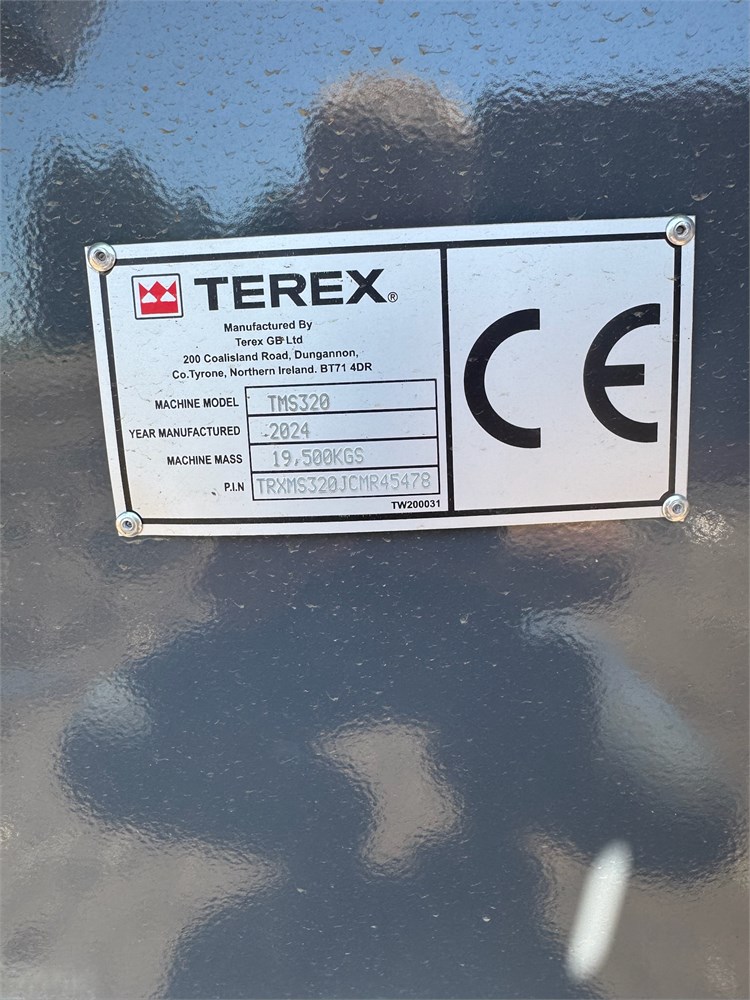 TEREX®
Manufactured By
Terex GB Ltd
200 Coalisland Road, Dungannon,
Co.Tyrone, Northern Ireland. BT71 4DR
MACHINE MODEL TMS320
YEAR MANUFACTURED 2024
MACHINE MASS 19,500KGS
P.I.N TRXMS320JCMR45478
TW200031
CE